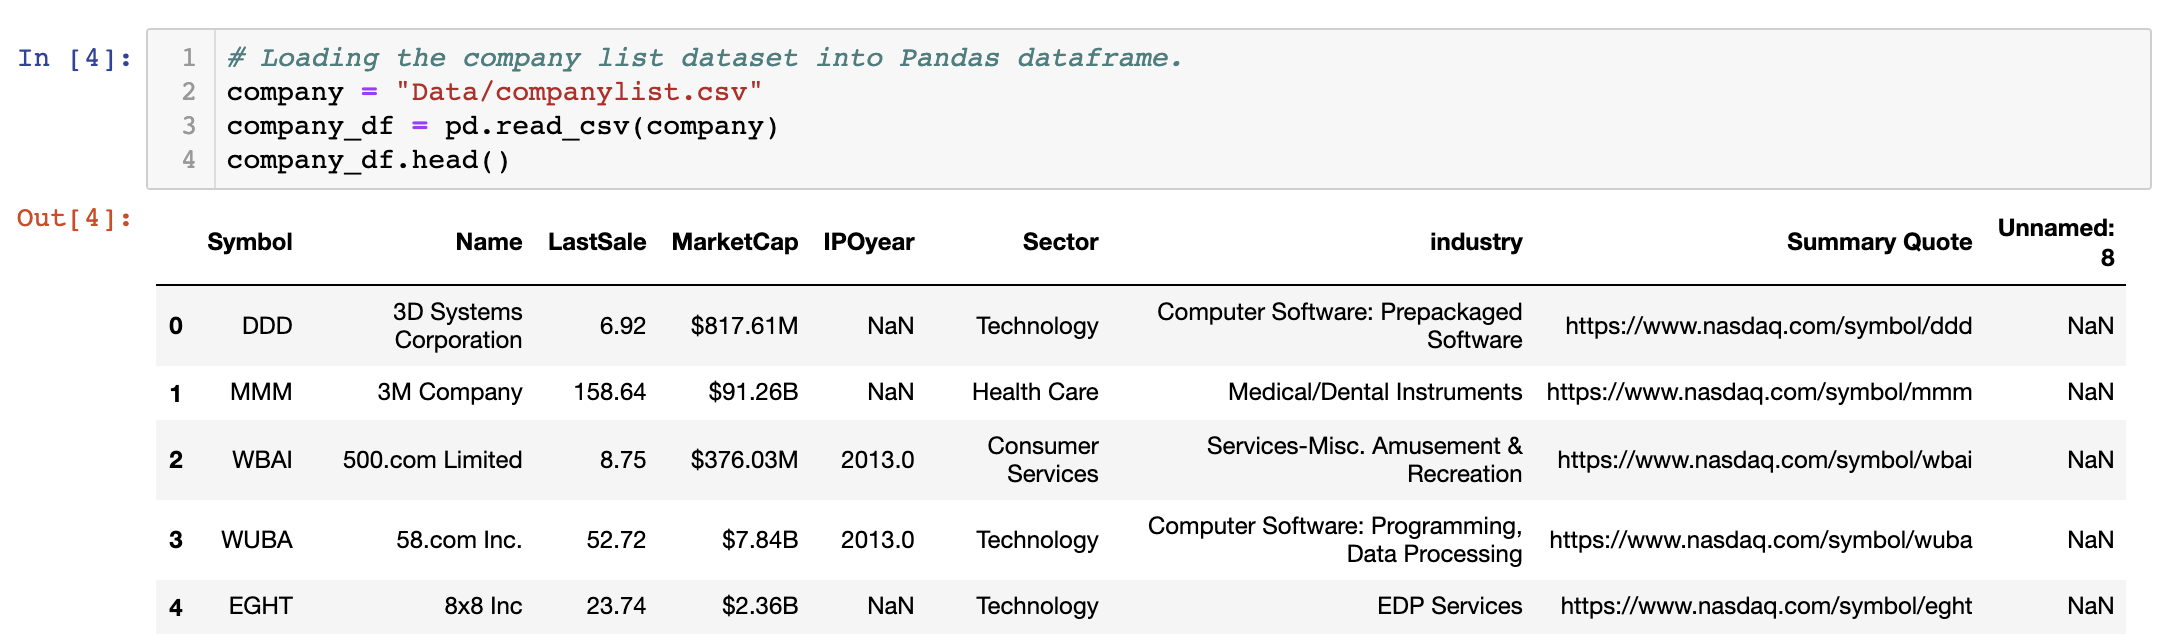 In [4]:
1 # Loading the company list dataset into Pandas dataframe.
2 company = "Data/companylist.csv"
3 company_df = pd.read_csv(company)
4 company_df.head()
Out[4]:
Symbol Name LastSale MarketCap IPOyear Sector industry Summary Quote Unnamed:
8
0 DDD 3D Systems Corporation 6.92 $817.61M NaN Technology Computer Software: Prepackaged Software https://www.nasdaq.com/symbol/ddd NaN
1 MMM 3M Company 158.64 $91.26B NaN Health Care Medical/Dental Instruments https://www.nasdaq.com/symbol/mmm NaN
2 WBAI 500.com Limited 8.75 $376.03M 2013.0 Consumer Services Services-Misc. Amusement & Recreation https://www.nasdaq.com/symbol/wbai NaN
3 WUBA 58.com Inc. 52.72 $7.84B 2013.0 Technology Computer Software: Programming, Data Processing https://www.nasdaq.com/symbol/wuba NaN
4 EGHT 8x8 Inc 23.74 $2.36B NaN Technology EDP Services https://www.nasdaq.com/symbol/eght NaN